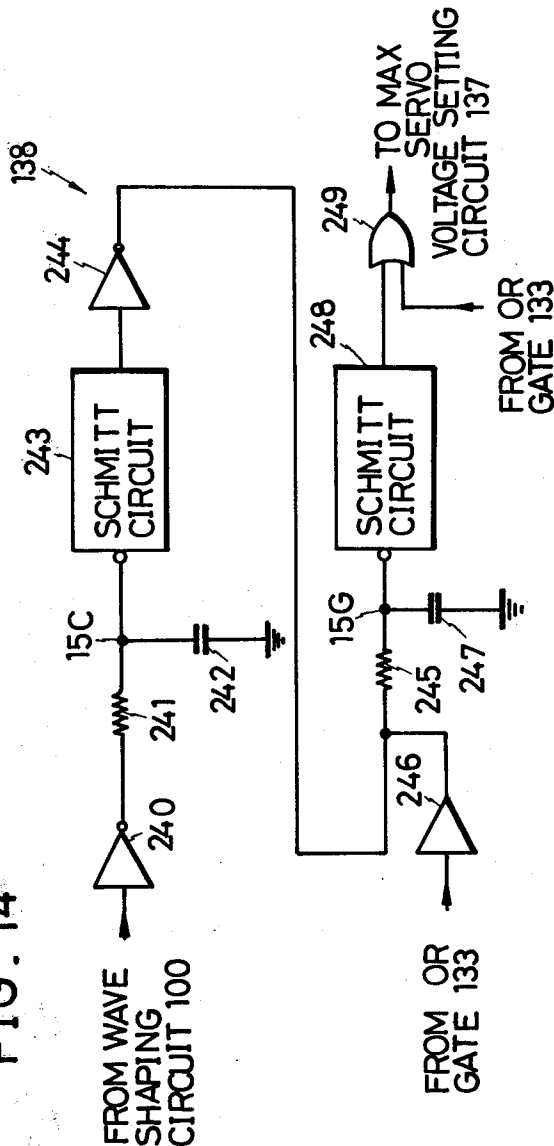 FIG. 14
138
243
244
SCHMITT
CIRCUIT
15C
241
242
240
FROM WAVE
SHAPING
CIRCUIT 100
249
TO MAX
SERVO
VOLTAGE SETTING
CIRCUIT 137
248
SCHMITT
CIRCUIT
15G
245
247
246
FROM OR
GATE 133
FROM OR
GATE 133